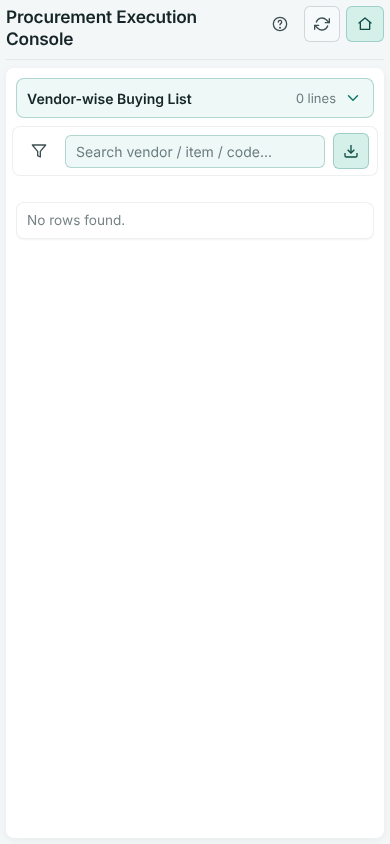 Procurement Execution
Console
Vendor-wise Buying List
0 lines
Search vendor / item / code...
No rows found.